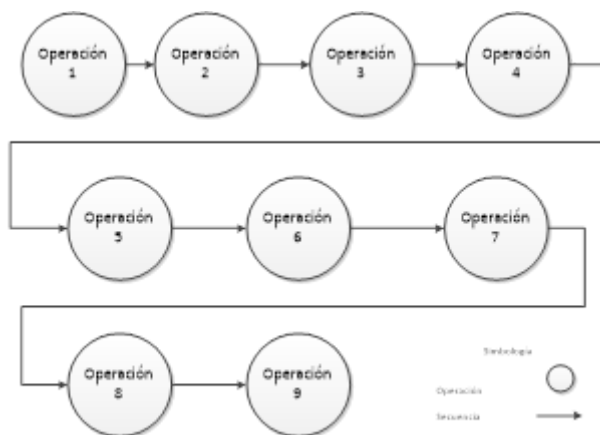 Operación
1
Operación
2
Operación
3
Operación
4
Operación
5
Operación
6
Operación
7
Operación
8
Operación
9
Simbología
Operación
Secuencia